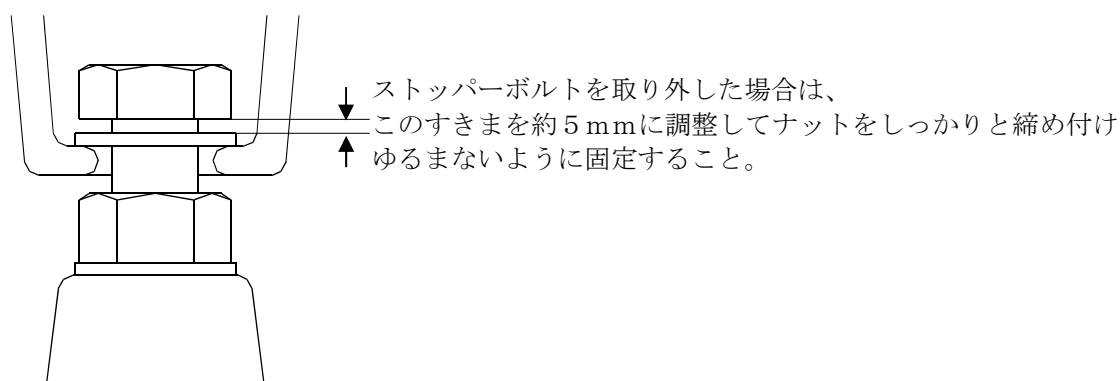 ストッパーボルトを取り外した場合は、
このすきまを約５ｍｍに調整してナットをしっかりと締め付け
ゆるまないように固定すること。